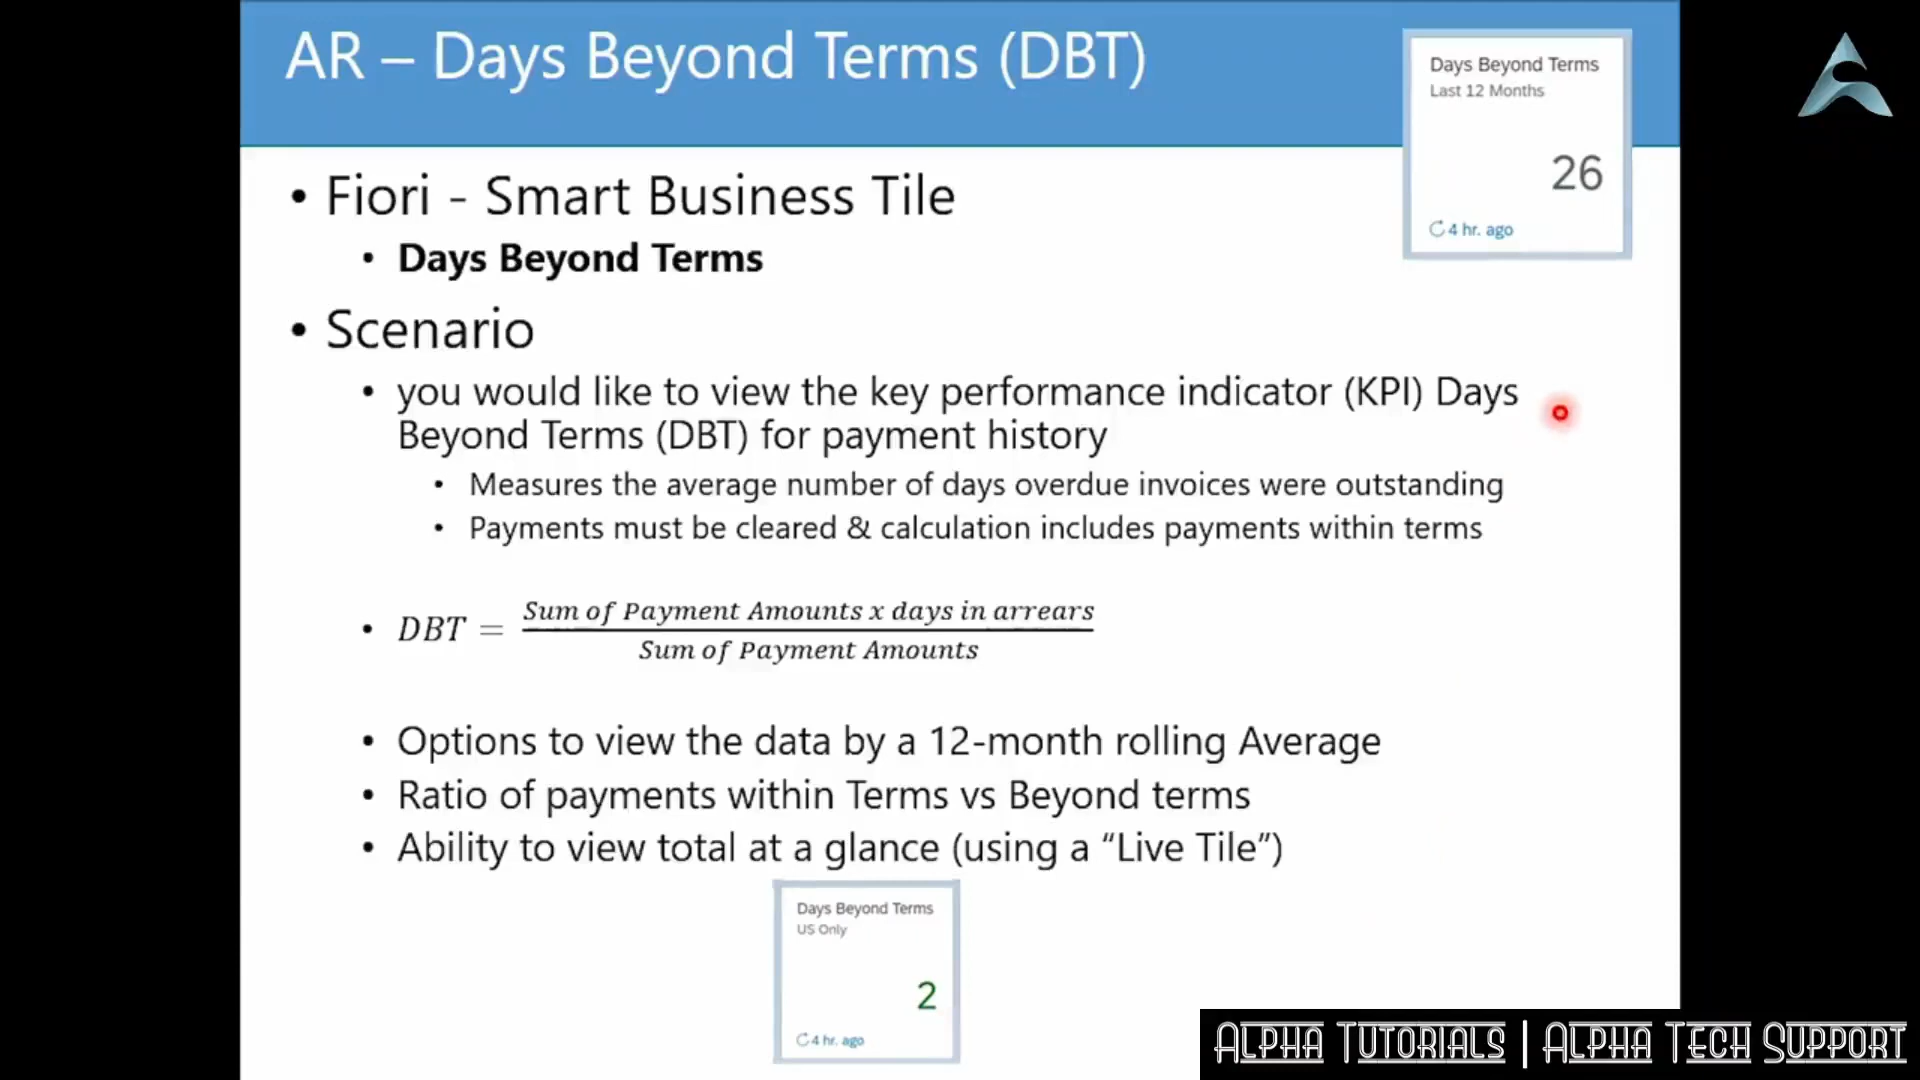 AR – Days Beyond Terms (DBT)
Days Beyond Terms
Last 12 Months
26
4 hr. ago
• Fiori - Smart Business Tile
• Days Beyond Terms
• Scenario
• you would like to view the key performance indicator (KPI) Days
Beyond Terms (DBT) for payment history
• Measures the average number of days overdue invoices were outstanding
• Payments must be cleared & calculation includes payments within terms
Sum of Payment Amounts x days in arrears
• DBT =
Sum of Payment Amounts
• Options to view the data by a 12-month rolling Average
• Ratio of payments within Terms vs Beyond terms
• Ability to view total at a glance (using a “Live Tile”)
Days Beyond Terms
US Only
2
4 hr. ago
Alpha Tutorials | Alpha Tech Support